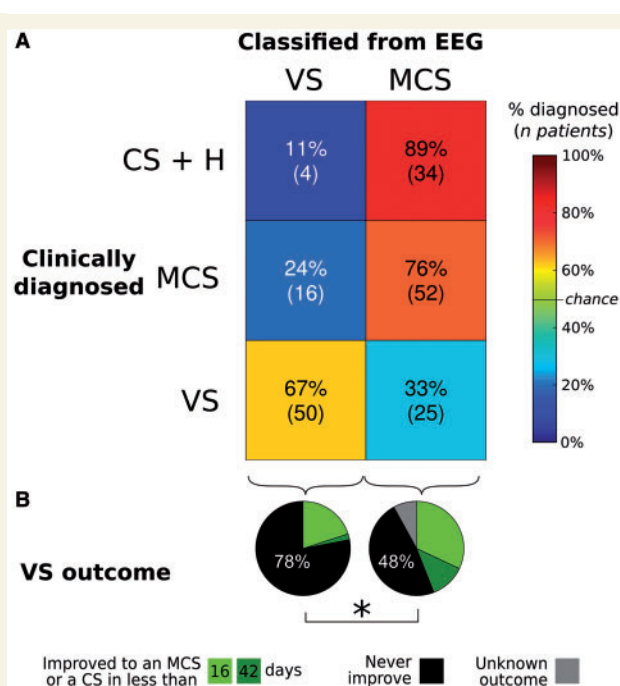 A
Classified from EEG
VS MCS
% diagnosed
(n patients)
CS + H
11%
(4)
89%
(34)
Clinically
diagnosed
MCS
24%
(16)
76%
(52)
VS
67%
(50)
33%
(25)
100%
80%
60%
chance
40%
20%
0%
B
VS outcome
78%
48%
*
Improved to an MCS
or a CS in less than
16 42 days
Never
improve
Unknown
outcome